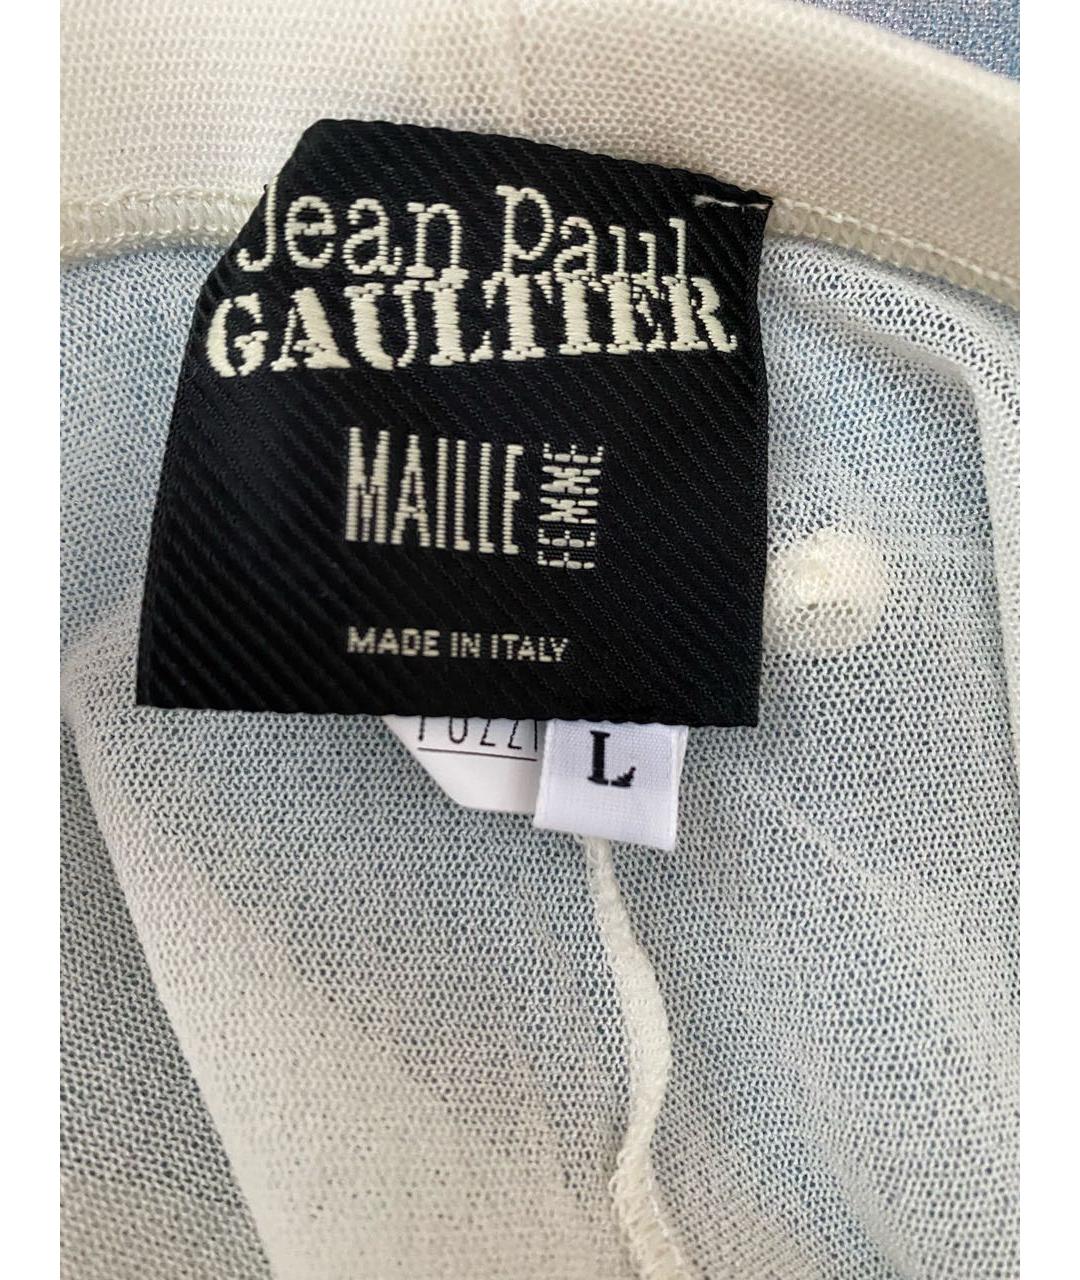 Jean Paul
GAULTIER
MAILLE FEMME
MADE IN ITALY
L